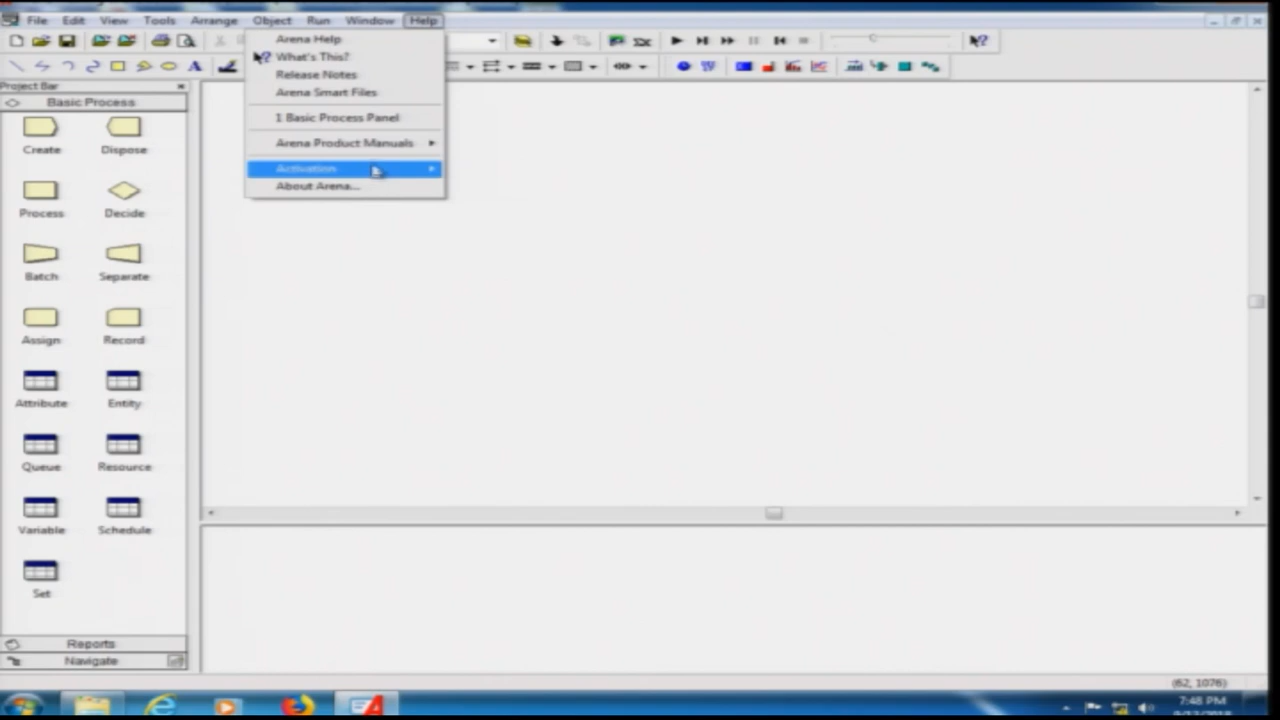 File Edit View Tools Arrange Object Run Window Help
Arena Help
What's This?
Release Notes
Arena Smart Files
1 Basic Process Panel
Arena Product Manuals
Activation
About Arena...
Project Bar
Basic Process
Create Dispose
Process Decide
Batch Separate
Assign Record
Attribute Entity
Queue Resource
Variable Schedule
Set
Reports
Navigate
(62, 1076)
7:48 PM